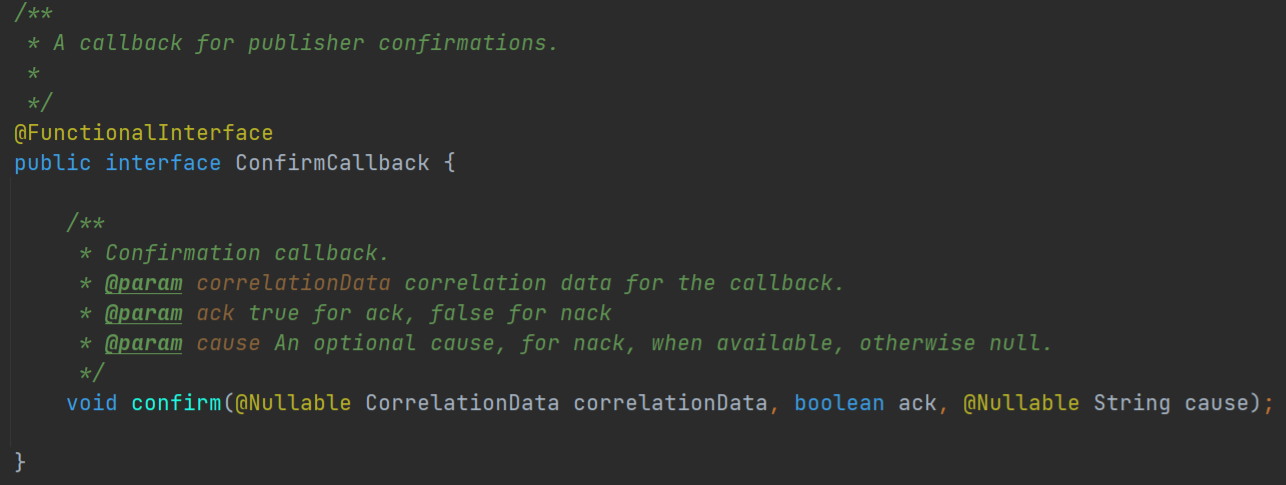 /**
 * A callback for publisher confirmations.
 *
 */
@FunctionalInterface
public interface ConfirmCallback {
    /**
     * Confirmation callback.
     * @param correlationData correlation data for the callback.
     * @param ack true for ack, false for nack
     * @param cause An optional cause, for nack, when available, otherwise null.
     */
    void confirm(@Nullable CorrelationData correlationData, boolean ack, @Nullable String cause);
}